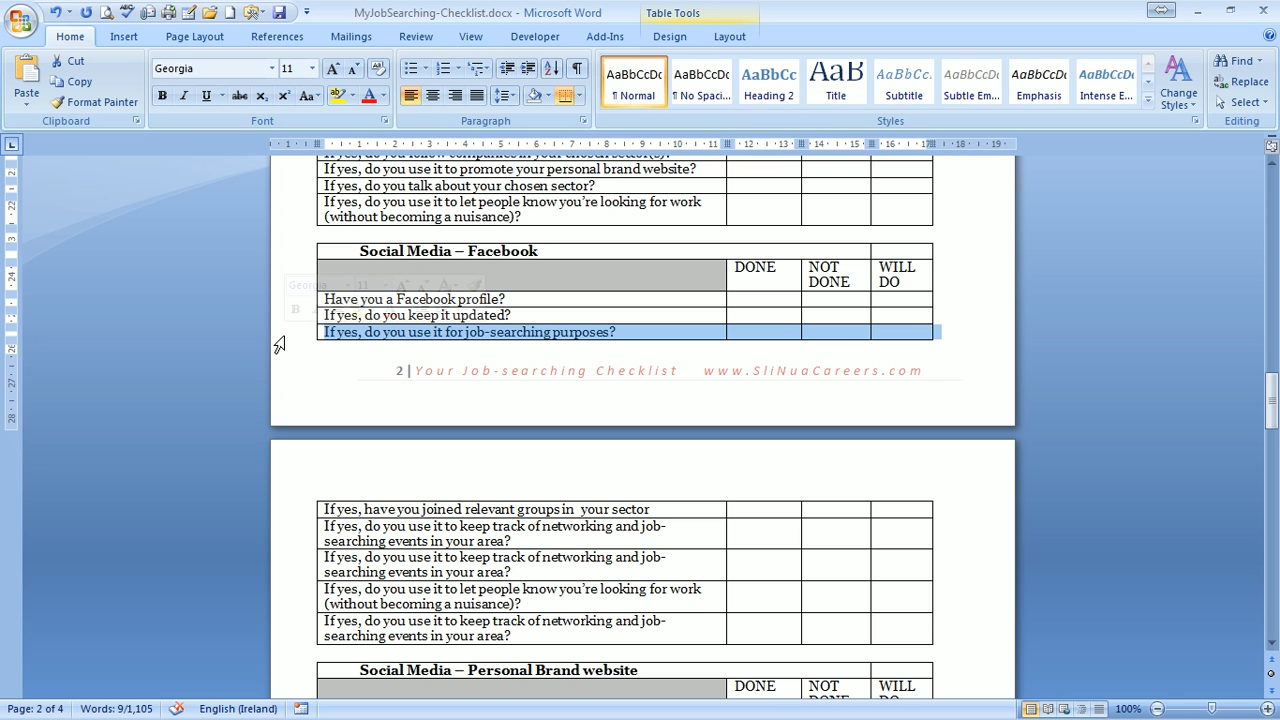 MyJobSearching-Checklist.docx - Microsoft Word
Table Tools
Home
Insert
Page Layout
References
Mailings
Review
View
Developer
Add-Ins
Design
Layout
Paste
Cut
Copy
Format Painter
Clipboard
Georgia
11
Font
Paragraph
AaBbCcDc
¶ Normal
AaBbCcDc
¶ No Spaci...
AaBbCc
Heading 2
AaB
Title
AaBbCc.
Subtitle
AaBbCcDc
Subtle Em...
AaBbCcDc
Emphasis
AaBbCcDc
Intense E...
Change
Styles
Styles
Find
Replace
Select
Editing
If yes, do you follow companies in your chosen sector(s)?
If yes, do you use it to promote your personal brand website?
If yes, do you talk about your chosen sector?
If yes, do you use it to let people know you're looking for work
(without becoming a nuisance)?
Social Media – Facebook
DONE
NOT
DONE
WILL
DO
Have you a Facebook profile?
If yes, do you keep it updated?
If yes, do you use it for job-searching purposes?
2 | Your Job-searching Checklist www.SliNuaCareers.com
If yes, have you joined relevant groups in  your sector
If yes, do you use it to keep track of networking and job-
searching events in your area?
If yes, do you use it to keep track of networking and job-
searching events in your area?
If yes, do you use it to let people know you're looking for work
(without becoming a nuisance)?
If yes, do you use it to keep track of networking and job-
searching events in your area?
Social Media – Personal Brand website
DONE
NOT
DONE
WILL
DO
Page: 2 of 4
Words: 9/1,105
English (Ireland)
100%